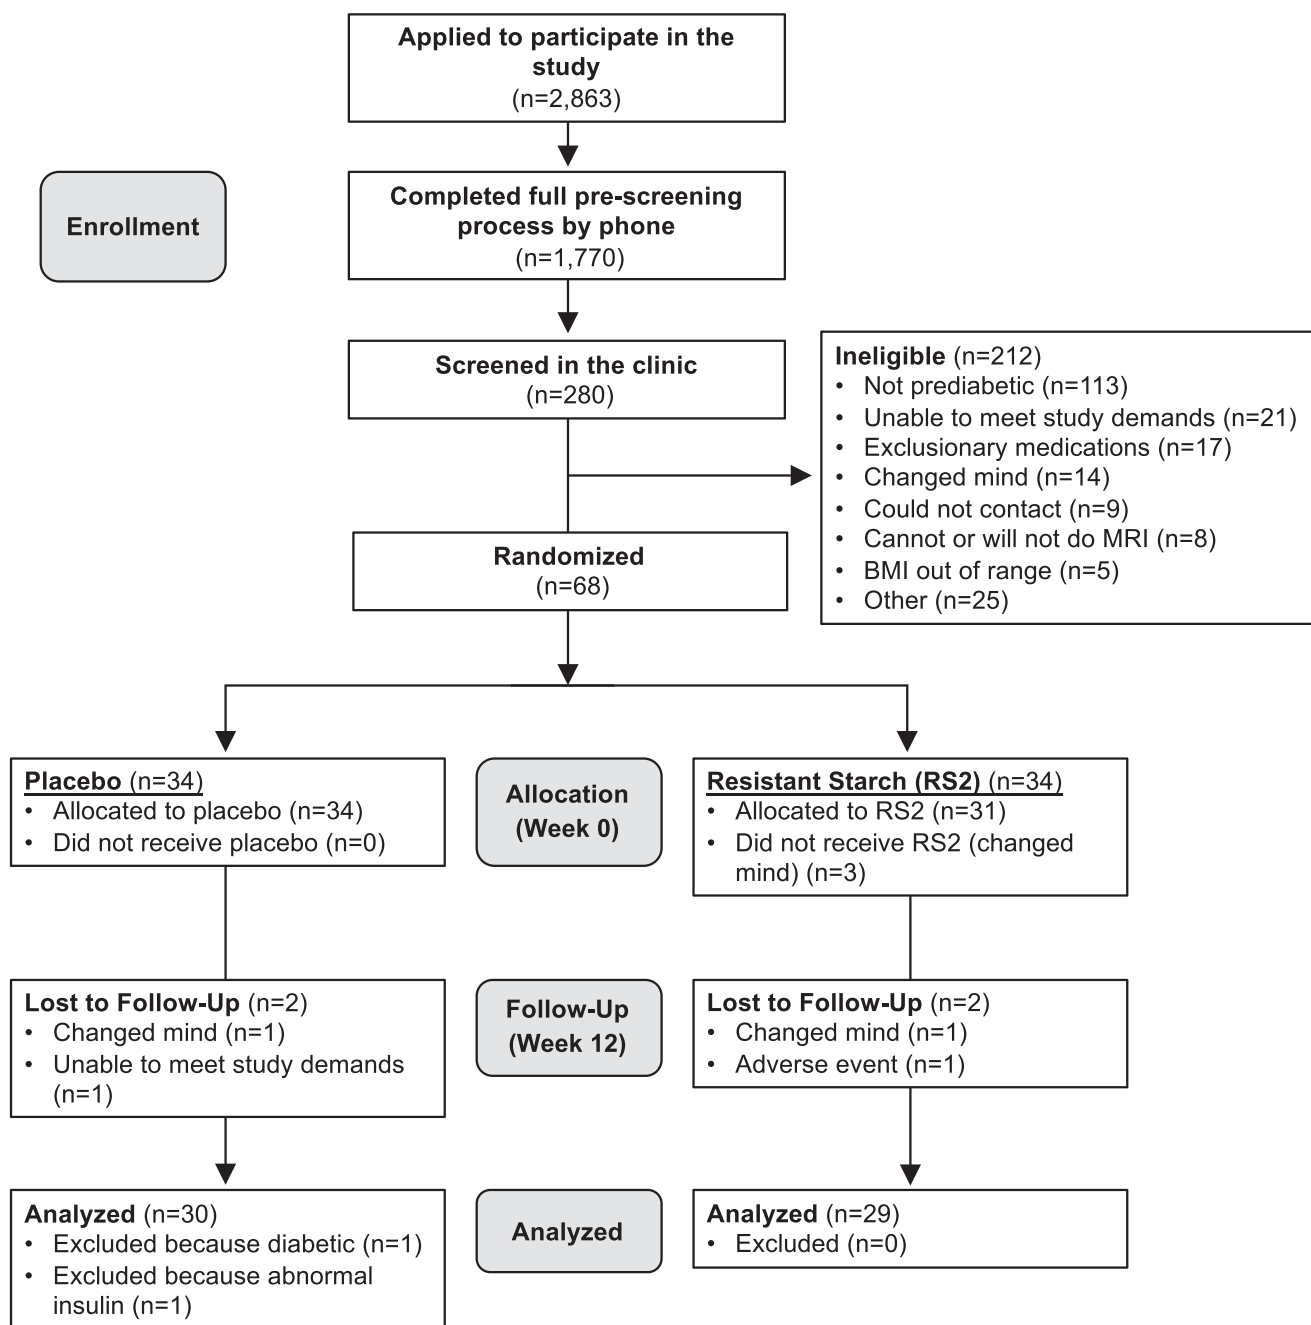 Applied to participate in the
study
(n=2,863)
Enrollment
Completed full pre-screening
process by phone
(n=1,770)
Screened in the clinic
(n=280)
Ineligible (n=212)
• Not prediabetic (n=113)
• Unable to meet study demands (n=21)
• Exclusionary medications (n=17)
• Changed mind (n=14)
• Could not contact (n=9)
• Cannot or will not do MRI (n=8)
• BMI out of range (n=5)
• Other (n=25)
Randomized
(n=68)
Placebo (n=34)
• Allocated to placebo (n=34)
• Did not receive placebo (n=0)
Allocation
(Week 0)
Resistant Starch (RS2) (n=34)
• Allocated to RS2 (n=31)
• Did not receive RS2 (changed
mind) (n=3)
Lost to Follow-Up (n=2)
• Changed mind (n=1)
• Unable to meet study demands
(n=1)
Follow-Up
(Week 12)
Lost to Follow-Up (n=2)
• Changed mind (n=1)
• Adverse event (n=1)
Analyzed (n=30)
• Excluded because diabetic (n=1)
• Excluded because abnormal
insulin (n=1)
Analyzed
Analyzed (n=29)
• Excluded (n=0)